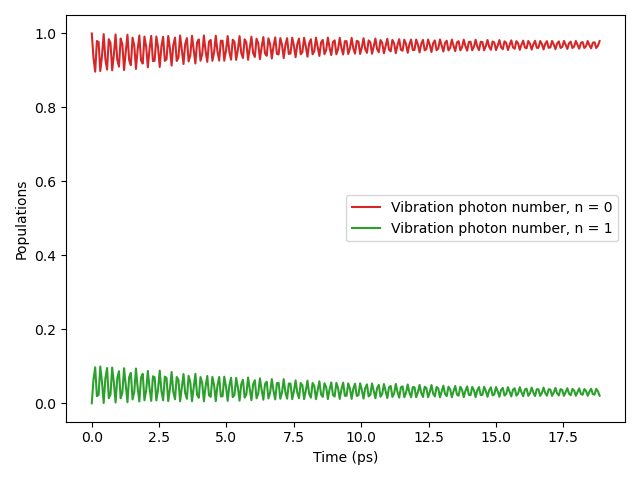 1.0
0.8
0.6
0.4
0.2
0.0
Populations
Vibration photon number, n = 0
Vibration photon number, n = 1
0.0 2.5 5.0 7.5 10.0 12.5 15.0 17.5
Time (ps)